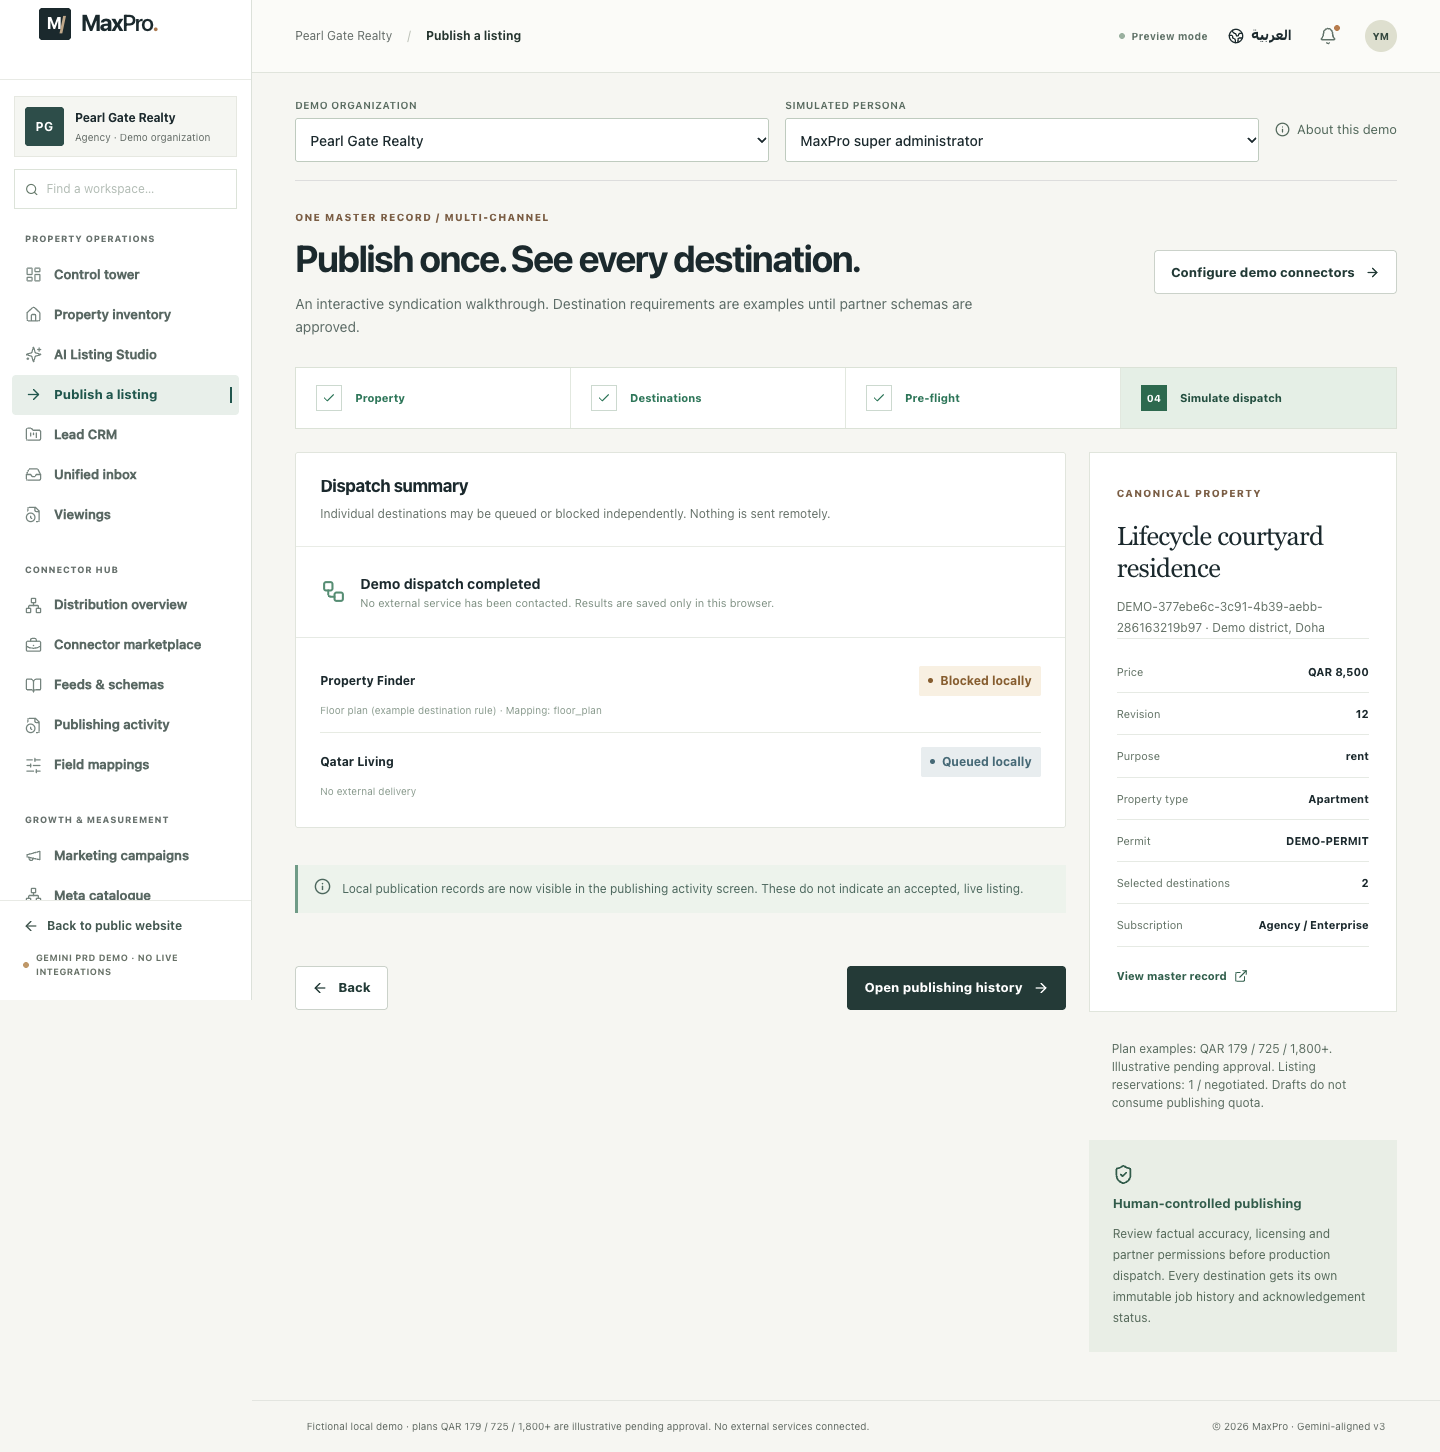 M/ MaxPro.
PG
Pearl Gate Realty
Agency · Demo organization
Find a workspace...
PROPERTY OPERATIONS
Control tower
Property inventory
AI Listing Studio
Publish a listing
Lead CRM
Unified inbox
Viewings
CONNECTOR HUB
Distribution overview
Connector marketplace
Feeds & schemas
Publishing activity
Field mappings
GROWTH & MEASUREMENT
Marketing campaigns
Meta catalogue
Back to public website
GEMINI PRD DEMO · NO LIVE
INTEGRATIONS
Pearl Gate Realty / Publish a listing
Preview mode
العربية
YM
DEMO ORGANIZATION
Pearl Gate Realty
SIMULATED PERSONA
MaxPro super administrator
About this demo
ONE MASTER RECORD / MULTI-CHANNEL
Publish once. See every destination.
An interactive syndication walkthrough. Destination requirements are examples until partner schemas are
approved.
Configure demo connectors
Property
Destinations
Pre-flight
04 Simulate dispatch
Dispatch summary
Individual destinations may be queued or blocked independently. Nothing is sent remotely.
Demo dispatch completed
No external service has been contacted. Results are saved only in this browser.
Property Finder
Blocked locally
Floor plan (example destination rule) · Mapping: floor_plan
Qatar Living
Queued locally
No external delivery
Local publication records are now visible in the publishing activity screen. These do not indicate an accepted, live listing.
Back
Open publishing history
CANONICAL PROPERTY
Lifecycle courtyard
residence
DEMO-377ebe6c-3c91-4b39-aebb-
286163219b97 · Demo district, Doha
Price QAR 8,500
Revision 12
Purpose rent
Property type Apartment
Permit DEMO-PERMIT
Selected destinations 2
Subscription Agency / Enterprise
View master record
Plan examples: QAR 179 / 725 / 1,800+.
Illustrative pending approval. Listing
reservations: 1 / negotiated. Drafts do not
consume publishing quota.
Human-controlled publishing
Review factual accuracy, licensing and
partner permissions before production
dispatch. Every destination gets its own
immutable job history and acknowledgement
status.
Fictional local demo · plans QAR 179 / 725 / 1,800+ are illustrative pending approval. No external services connected.
© 2026 MaxPro · Gemini-aligned v3